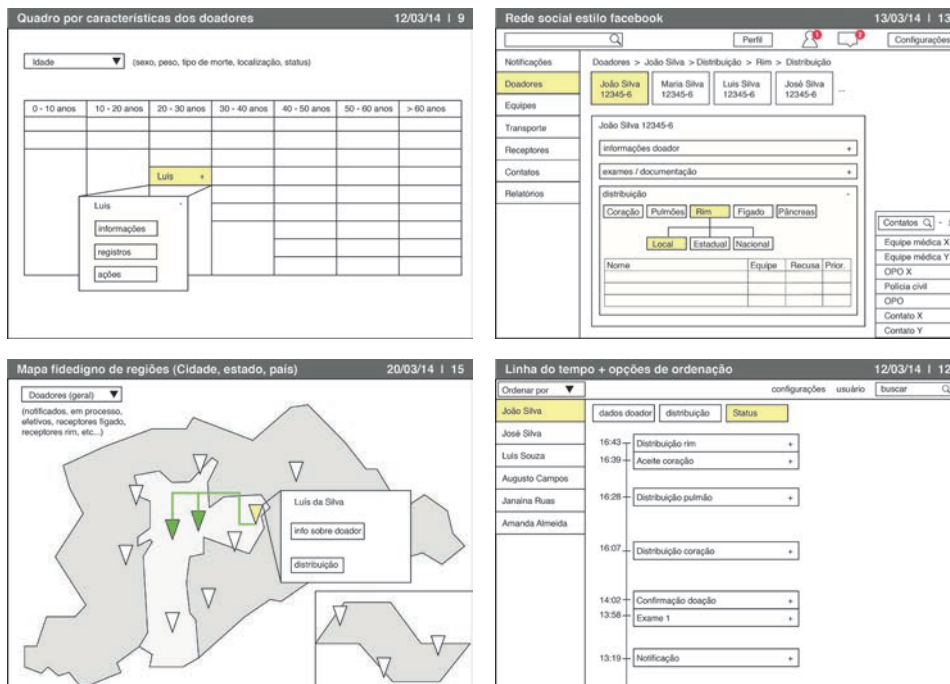 Quadro por características dos doadores 12/03/14 | 9
Idade (sexo, peso, tipo de morte, localização, status)
0 - 10 anos 10 - 20 anos 20 - 30 anos 30 - 40 anos 40 - 50 anos 50 - 60 anos > 60 anos
Luis +
Luis -
informações
registros
ações
Rede social estilo facebook 13/03/14 | 13
Perfil Configurações
Notificações
Doadores
Equipes
Transporte
Receptores
Contatos
Relatórios
Doadores > João Silva > Distribuição > Rim > Distribuição
João Silva 12345-6
Maria Silva 12345-6
Luis Silva 12345-6
José Silva 12345-6
...
João Silva 12345-6
informações doador +
exames / documentação +
distribuição -
Coração Pulmões Rim Fígado Pâncreas
Local Estadual Nacional
Nome Equipe Recusa Prior.
Contatos -
Equipe médica X
Equipe médica Y
OPO X
Polícia civil
OPO
Contato X
Contato Y
Mapa fidedigno de regiões (Cidade, estado, país) 20/03/14 | 15
Doadores (geral)
(notificados, em processo,
efetivos, receptores fígado,
receptores rim, etc...)
Luís da Silva
info sobre doador
distribuição
Linha do tempo + opções de ordenação 12/03/14 | 12
Ordenar por configurações usuário buscar
João Silva
José Silva
Luis Souza
Augusto Campos
Janaina Ruas
Amanda Almeida
dados doador distribuição Status
16:43 Distribuição rim +
16:39 Aceite coração +
16:28 Distribuição pulmão +
16:07 Distribuição coração +
14:02 Confirmação doação +
13:58 Exame 1 +
13:19 Notificação +